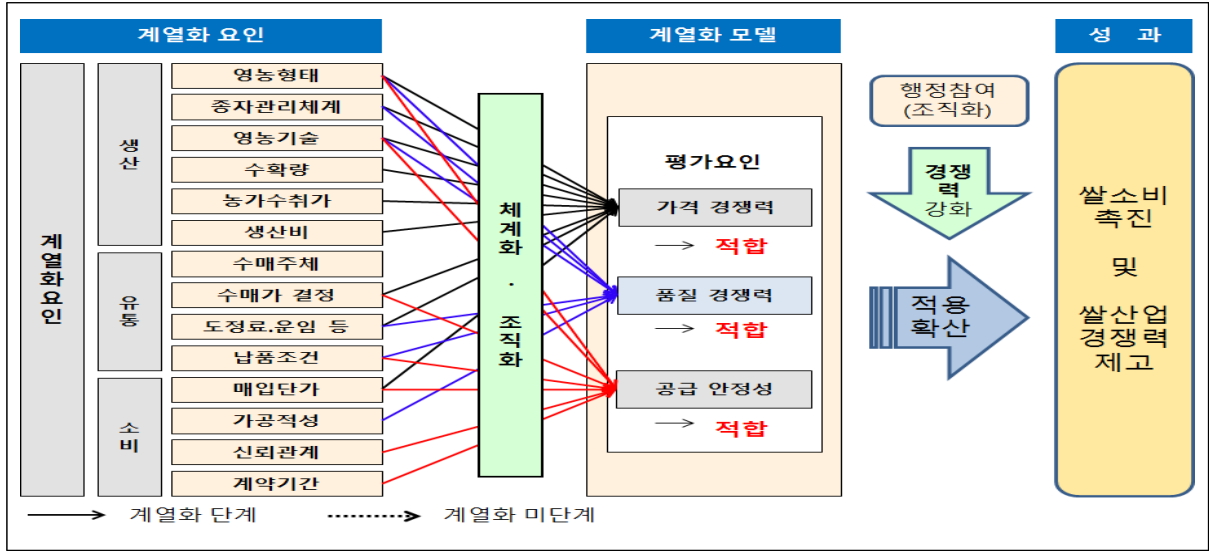 계열화 요인
계열화 모델
성 과
계열화요인
생산
영농형태
종자관리체계
영농기술
수확량
농가수취가
생산비
유통
수매주체
수매가 결정
도정료.운임 등
납품조건
소비
매입단가
가공적성
신뢰관계
계약기간
체계화 . 조직화
평가요인
가격 경쟁력
→ 적합
품질 경쟁력
→ 적합
공급 안정성
→ 적합
행정참여
(조직화)
경쟁
력
강화
적용
확산
쌀소비
촉진
및
쌀산업
경쟁력
제고
계열화 단계
계열화 미단계